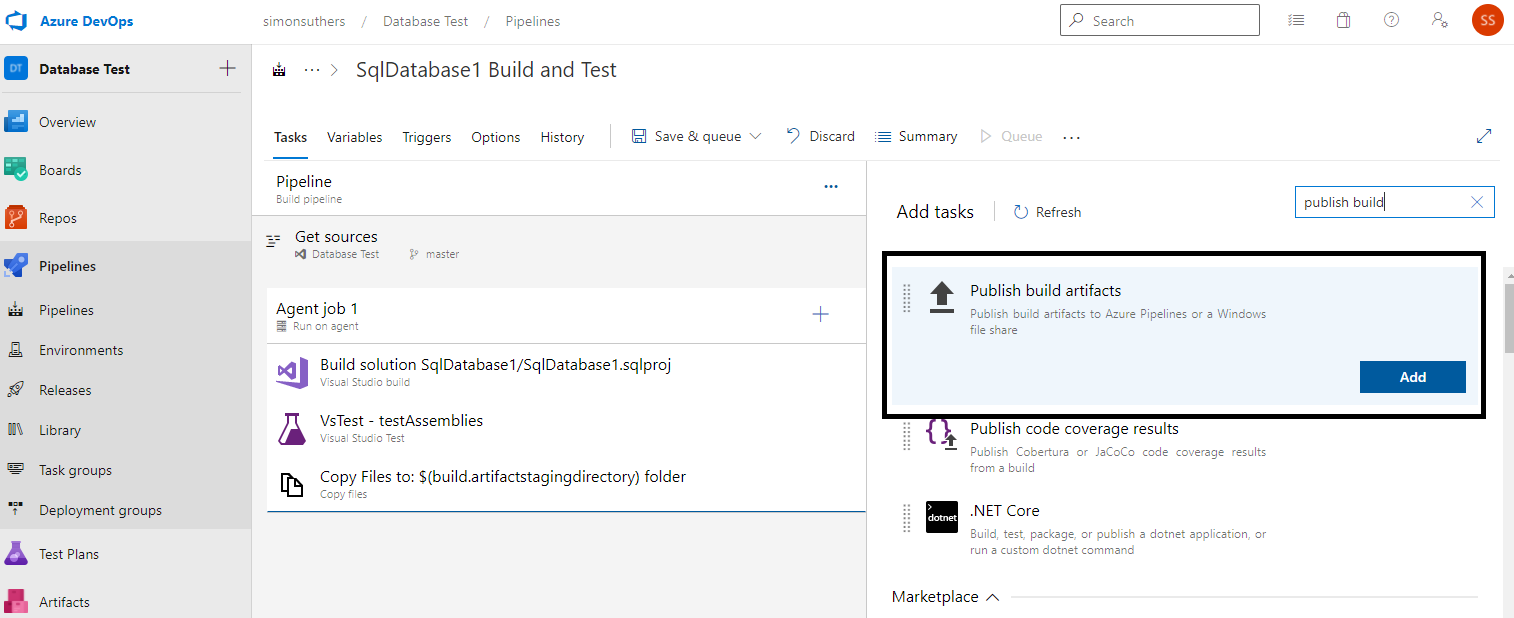 Azure DevOps
simonsuthers / Database Test / Pipelines
Search
SS
DT Database Test
Overview
Boards
Repos
Pipelines
Pipelines
Environments
Releases
Library
Task groups
Deployment groups
Test Plans
Artifacts
··· > SqlDatabase1 Build and Test
Tasks Variables Triggers Options History Save & queue Discard Summary Queue ···
Pipeline
Build pipeline
Get sources
Database Test master
Agent job 1
Run on agent
Build solution SqlDatabase1/SqlDatabase1.sqlproj
Visual Studio build
VsTest - testAssemblies
Visual Studio Test
Copy Files to: $(build.artifactstagingdirectory) folder
Copy files
Add tasks Refresh publish build
Publish build artifacts
Publish build artifacts to Azure Pipelines or a Windows
file share
Add
Publish code coverage results
Publish Cobertura or JaCoCo code coverage results
from a build
dotnet
.NET Core
Build, test, package, or publish a dotnet application, or
run a custom dotnet command
Marketplace